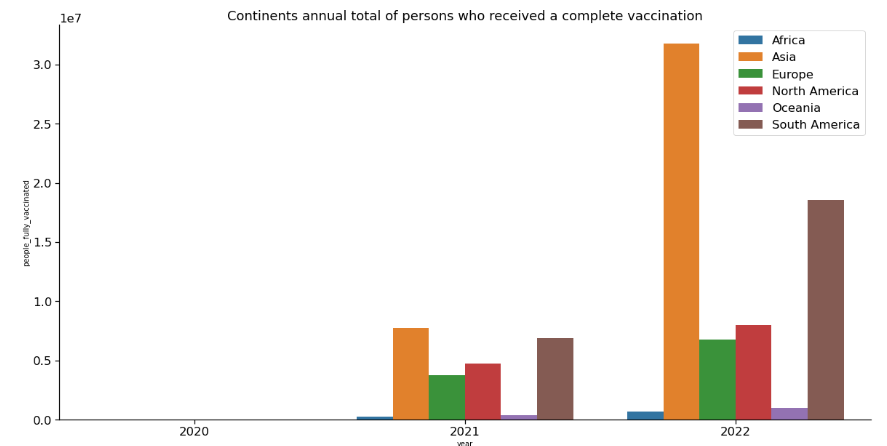 Continents annual total of persons who received a complete vaccination
1e7
Africa
Asia
Europe
North America
Oceania
South America
3.0
2.5
2.0
1.5
1.0
0.5
0.0
people_fully_vaccinated
2020
2021
2022
year